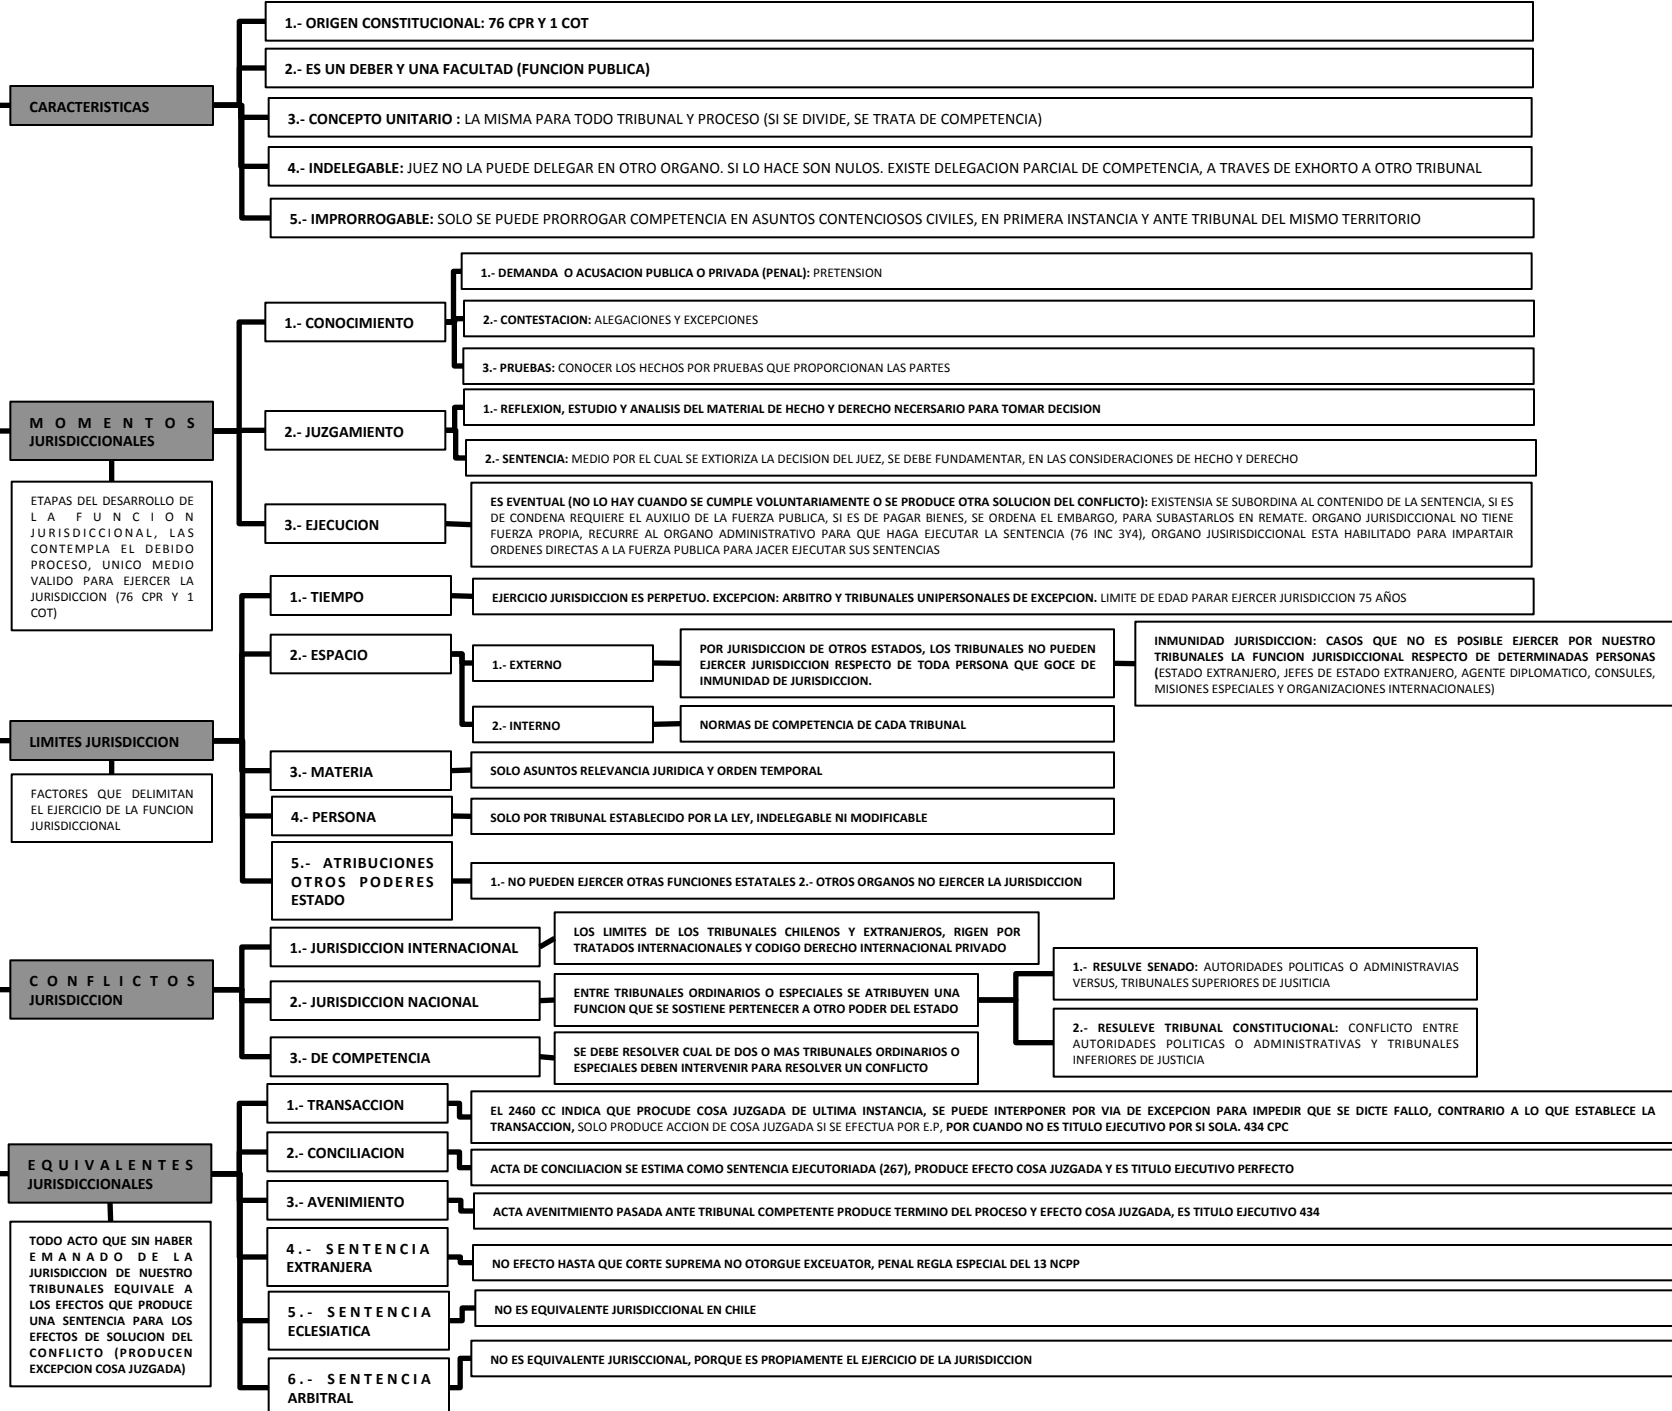 CARACTERISTICAS
1.- ORIGEN CONSTITUCIONAL: 76 CPR Y 1 COT
2.- ES UN DEBER Y UNA FACULTAD (FUNCION PUBLICA)
3.- CONCEPTO UNITARIO : LA MISMA PARA TODO TRIBUNAL Y PROCESO (SI SE DIVIDE, SE TRATA DE COMPETENCIA)
4.- INDELEGABLE: JUEZ NO LA PUEDE DELEGAR EN OTRO ORGANO. SI LO HACE SON NULOS. EXISTE DELEGACION PARCIAL DE COMPETENCIA, A TRAVES DE EXHORTO A OTRO TRIBUNAL
5.- IMPRORROGABLE: SOLO SE PUEDE PRORROGAR COMPETENCIA EN ASUNTOS CONTENCIOSOS CIVILES, EN PRIMERA INSTANCIA Y ANTE TRIBUNAL DEL MISMO TERRITORIO
MOMENTOS
JURISDICCIONALES
ETAPAS DEL DESARROLLO DE
LA FUNCION
JURISDICCIONAL, LAS
CONTEMPLA EL DEBIDO
PROCESO, UNICO MEDIO
VALIDO PARA EJERCER LA
JURISDICCION (76 CPR Y 1
COT)
1.- CONOCIMIENTO
1.- DEMANDA O ACUSACION PUBLICA O PRIVADA (PENAL): PRETENSION
2.- CONTESTACION: ALEGACIONES Y EXCEPCIONES
3.- PRUEBAS: CONOCER LOS HECHOS POR PRUEBAS QUE PROPORCIONAN LAS PARTES
2.- JUZGAMIENTO
1.- REFLEXION, ESTUDIO Y ANALISIS DEL MATERIAL DE HECHO Y DERECHO NECESARIO PARA TOMAR DECISION
2.- SENTENCIA: MEDIO POR EL CUAL SE EXTIORIZA LA DECISION DEL JUEZ, SE DEBE FUNDAMENTAR, EN LAS CONSIDERACIONES DE HECHO Y DERECHO
3.- EJECUCION
ES EVENTUAL (NO LO HAY CUANDO SE CUMPLE VOLUNTARIAMENTE O SE PRODUCE OTRA SOLUCION DEL CONFLICTO): EXISTENSIA SE SUBORDINA AL CONTENIDO DE LA SENTENCIA, SI ES
DE CONDENA REQUIERE EL AUXILIO DE LA FUERZA PUBLICA, SI ES DE PAGAR BIENES, SE ORDENA EL EMBARGO, PARA SUBASTARLOS EN REMATE. ORGANO JURISDICCIONAL NO TIENE
FUERZA PROPIA, RECURRE AL ORGANO ADMINISTRATIVO PARA QUE HAGA EJECUTAR LA SENTENCIA (76 INC 3Y4), ORGANO JUSIRISDICCIONAL ESTA HABILITADO PARA IMPARTAIR
ORDENES DIRECTAS A LA FUERZA PUBLICA PARA JACER EJECUTAR SUS SENTENCIAS
LIMITES JURISDICCION
FACTORES QUE DELIMITAN
EL EJERCICIO DE LA FUNCION
JURISDICCIONAL
1.- TIEMPO
EJERCICIO JURISDICCION ES PERPETUO. EXCEPCION: ARBITRO Y TRIBUNALES UNIPERSONALES DE EXCEPCION. LIMITE DE EDAD PARAR EJERCER JURISDICCION 75 AÑOS
2.- ESPACIO
1.- EXTERNO
POR JURISDICCION DE OTROS ESTADOS, LOS TRIBUNALES NO PUEDEN
EJERCER JURISDICCION RESPECTO DE TODA PERSONA QUE GOCE DE
INMUNIDAD DE JURISDICCION.
INMUNIDAD JURISDICCION: CASOS QUE NO ES POSIBLE EJERCER POR NUESTRO
TRIBUNALES LA FUNCION JURISDICCIONAL RESPECTO DE DETERMINADAS PERSONAS
(ESTADO EXTRANJERO, JEFES DE ESTADO EXTRANJERO, AGENTE DIPLOMATICO, CONSULES,
MISIONES ESPECIALES Y ORGANIZACIONES INTERNACIONALES)
2.- INTERNO
NORMAS DE COMPETENCIA DE CADA TRIBUNAL
3.- MATERIA
SOLO ASUNTOS RELEVANCIA JURIDICA Y ORDEN TEMPORAL
4.- PERSONA
SOLO POR TRIBUNAL ESTABLECIDO POR LA LEY, INDELEGABLE NI MODIFICABLE
5.- ATRIBUCIONES
OTROS PODERES
ESTADO
1.- NO PUEDEN EJERCER OTRAS FUNCIONES ESTATALES 2.- OTROS ORGANOS NO EJERCER LA JURISDICCION
CONFLICTOS
JURISDICCION
1.- JURISDICCION INTERNACIONAL
LOS LIMITES DE LOS TRIBUNALES CHILENOS Y EXTRANJEROS, RIGEN POR
TRATADOS INTERNACIONALES Y CODIGO DERECHO INTERNACIONAL PRIVADO
2.- JURISDICCION NACIONAL
ENTRE TRIBUNALES ORDINARIOS O ESPECIALES SE ATRIBUYEN UNA
FUNCION QUE SE SOSTIENE PERTENECER A OTRO PODER DEL ESTADO
1.- RESULVE SENADO: AUTORIDADES POLITICAS O ADMINISTRAVIAS
VERSUS, TRIBUNALES SUPERIORES DE JUSITICIA
2.- RESULEVE TRIBUNAL CONSTITUCIONAL: CONFLICTO ENTRE
AUTORIDADES POLITICAS O ADMINISTRATIVAS Y TRIBUNALES
INFERIORES DE JUSTICIA
3.- DE COMPETENCIA
SE DEBE RESOLVER CUAL DE DOS O MAS TRIBUNALES ORDINARIOS O
ESPECIALES DEBEN INTERVENIR PARA RESOLVER UN CONFLICTO
EQUIVALENTES
JURISDICCIONALES
TODO ACTO QUE SIN HABER
EMANADO DE LA
JURISDICCION DE NUESTRO
TRIBUNALES EQUIVALE A
LOS EFECTOS QUE PRODUCE
UNA SENTENCIA PARA LOS
EFECTOS DE SOLUCION DEL
CONFLICTO (PRODUCEN
EXCEPCION COSA JUZGADA)
1.- TRANSACCION
EL 2460 CC INDICA QUE PROCUDE COSA JUZGADA DE ULTIMA INSTANCIA, SE PUEDE INTERPONER POR VIA DE EXCEPCION PARA IMPEDIR QUE SE DICTE FALLO, CONTRARIO A LO QUE ESTABLECE LA
TRANSACCION, SOLO PRODUCE ACCION DE COSA JUZGADA SI SE EFECTUA POR E.P, POR CUANDO NO ES TITULO EJECUTIVO POR SI SOLA. 434 CPC
2.- CONCILIACION
ACTA DE CONCILIACION SE ESTIMA COMO SENTENCIA EJECUTORIADA (267), PRODUCE EFECTO COSA JUZGADA Y ES TITULO EJECUTIVO PERFECTO
3.- AVENIMIENTO
ACTA AVENITMIENTO PASADA ANTE TRIBUNAL COMPETENTE PRODUCE TERMINO DEL PROCESO Y EFECTO COSA JUZGADA, ES TITULO EJECUTIVO 434
4.- SENTENCIA
EXTRANJERA
NO EFECTO HASTA QUE CORTE SUPREMA NO OTORGUE EXCEUATOR, PENAL REGLA ESPECIAL DEL 13 NCPP
5.- SENTENCIA
ECLESIATICA
NO ES EQUIVALENTE JURISDICCIONAL EN CHILE
6.- SENTENCIA
ARBITRAL
NO ES EQUIVALENTE JURISCCIONAL, PORQUE ES PROPIAMENTE EL EJERCICIO DE LA JURISDICCION